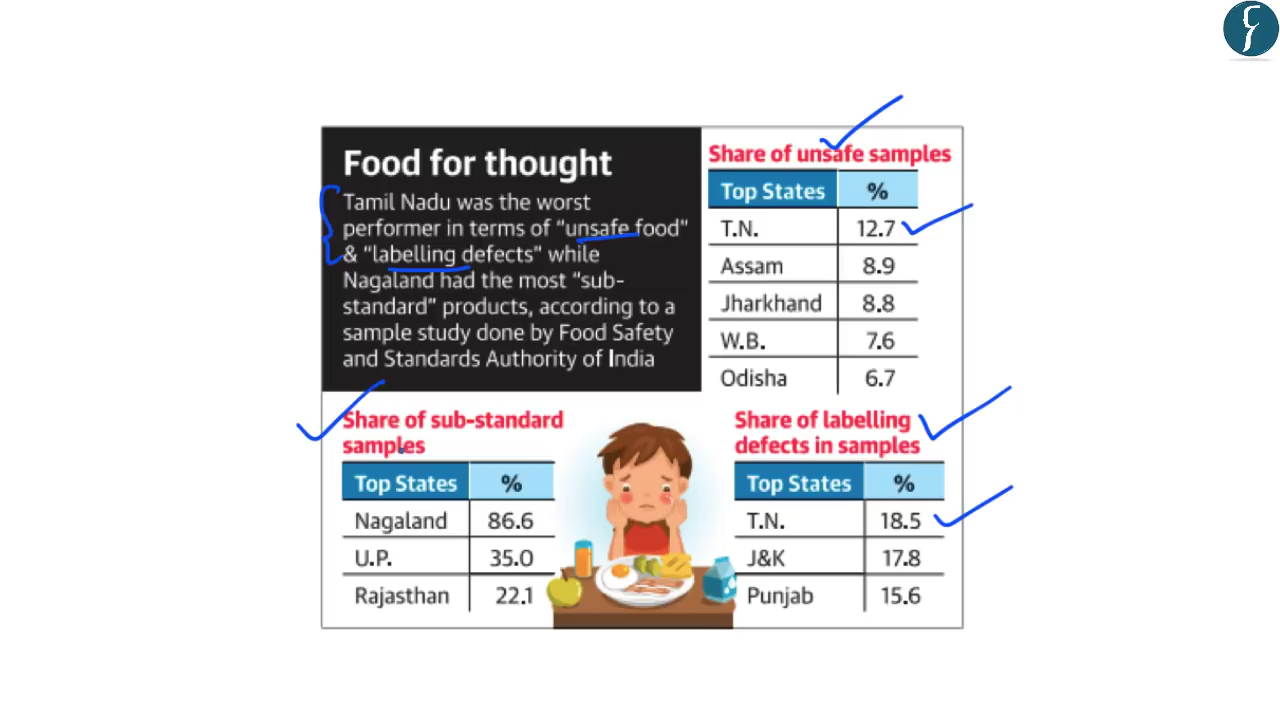 Food for thought
Tamil Nadu was the worst
performer in terms of “unsafe food”
& “labelling defects” while
Nagaland had the most “sub-
standard” products, according to a
sample study done by Food Safety
and Standards Authority of India
Share of unsafe samples
Top States %
T.N. 12.7
Assam 8.9
Jharkhand 8.8
W.B. 7.6
Odisha 6.7
Share of sub-standard
samples
Top States %
Nagaland 86.6
U.P. 35.0
Rajasthan 22.1
Share of labelling
defects in samples
Top States %
T.N. 18.5
J&K 17.8
Punjab 15.6